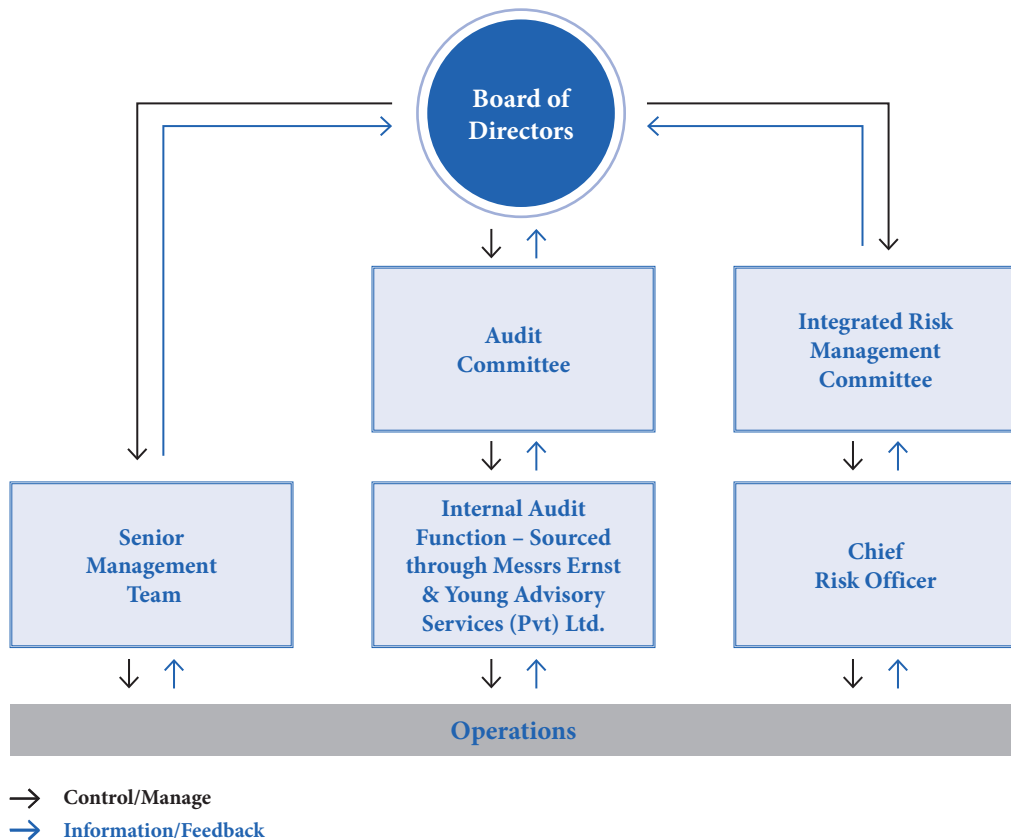 Board of
Directors
Audit
Committee
Integrated Risk
Management
Committee
Senior
Management
Team
Internal Audit
Function – Sourced
through Messrs Ernst
& Young Advisory
Services (Pvt) Ltd.
Chief
Risk Officer
Operations
Control/Manage
Information/Feedback